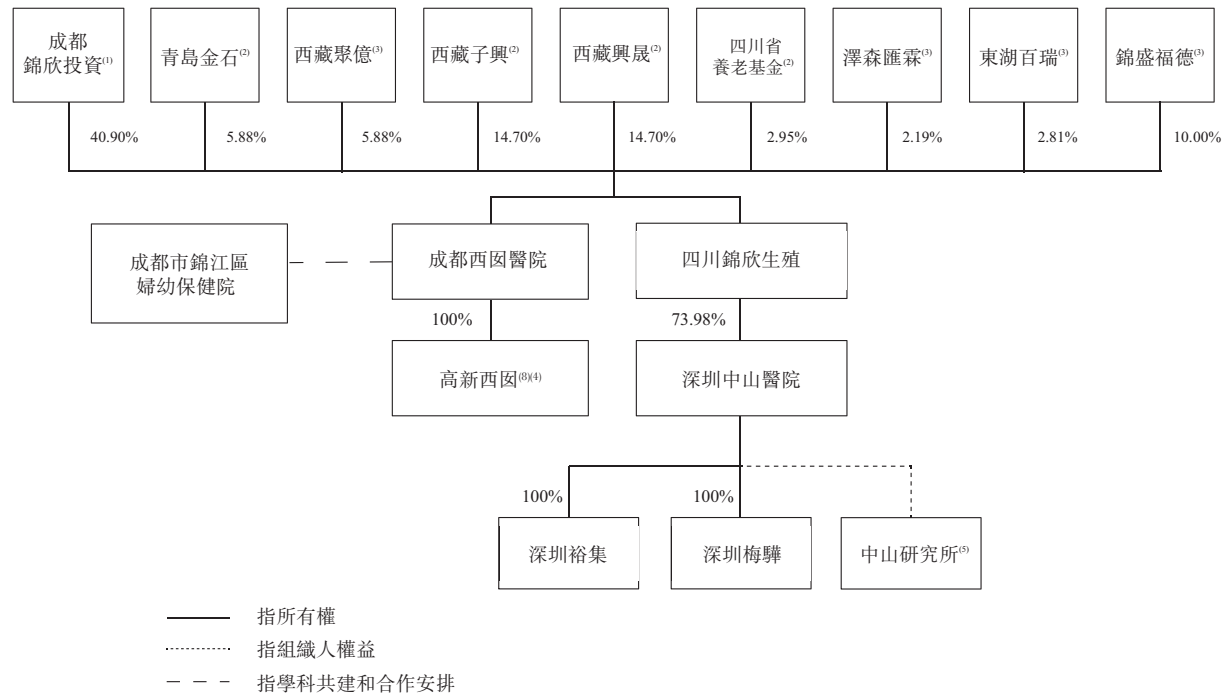 成都
錦欣投資(1)
青島金石(2)
西藏聚億(3)
西藏子興(2)
西藏興晟(2)
四川省
養老基金(2)
澤森匯霖(3)
東湖百瑞(3)
錦盛福德(3)
40.90%
5.88%
5.88%
14.70%
14.70%
2.95%
2.19%
2.81%
10.00%
成都市錦江區
婦幼保健院
成都西囡醫院
四川錦欣生殖
100%
73.98%
高新西囡(8)(4)
深圳中山醫院
100%
100%
深圳裕集
深圳梅驊
中山研究所(5)
指所有權
指組織人權益
指學科共建和合作安排